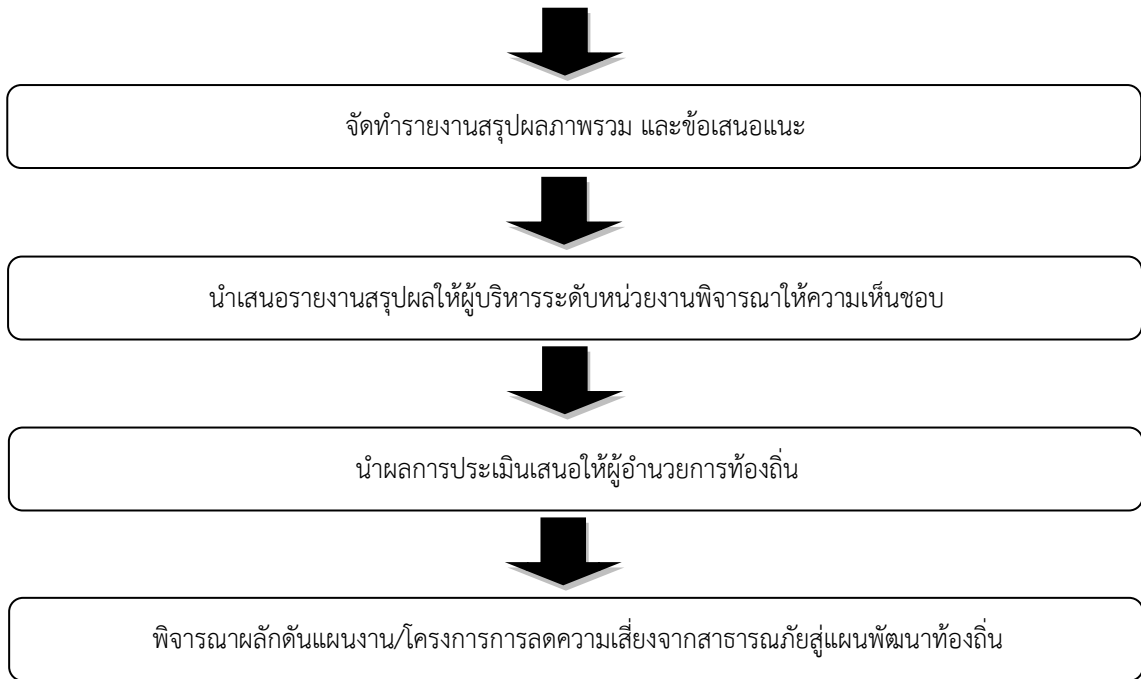 จัดทำรายงานสรุปผลภาพรวม และข้อเสนอแนะ
นำเสนอรายงานสรุปผลให้ผู้บริหารระดับหน่วยงานพิจารณาให้ความเห็นชอบ
นำผลการประเมินเสนอให้ผู้อำนวยการท้องถิ่น
พิจารณาผลักดันแผนงาน/โครงการการลดความเสี่ยงจากสาธารณภัยสู่แผนพัฒนาท้องถิ่น